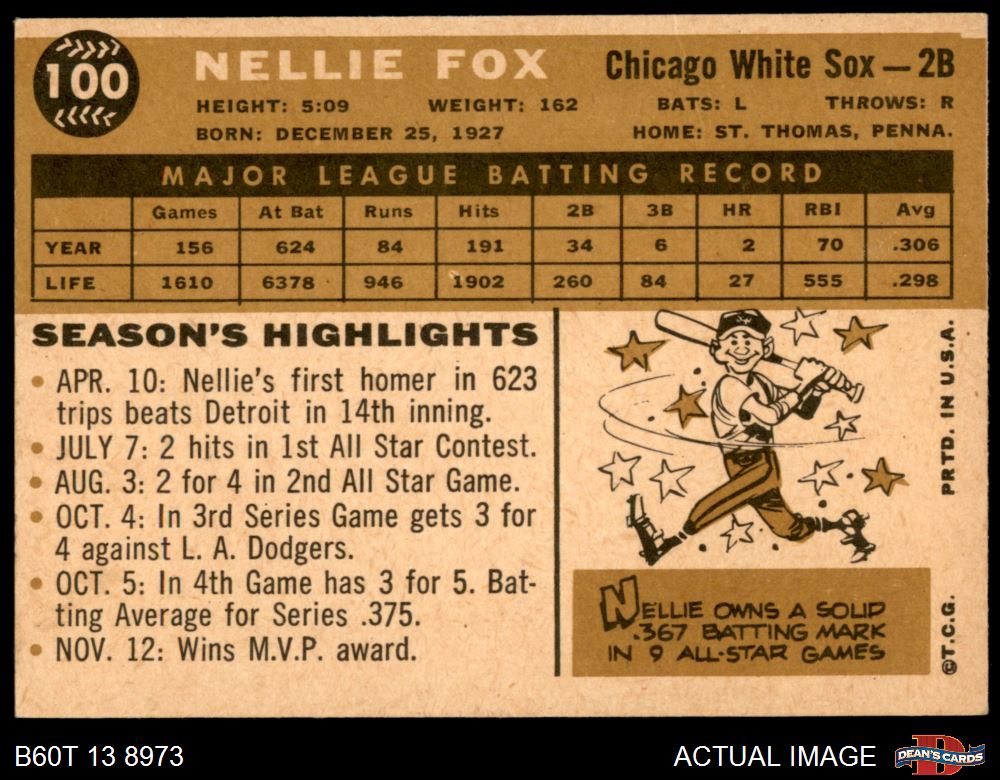 100
NELLIE FOX
Chicago White Sox — 2B
HEIGHT: 5:09 WEIGHT: 162 BATS: L THROWS: R
BORN: DECEMBER 25, 1927 HOME: ST. THOMAS, PENNA.
MAJOR LEAGUE BATTING RECORD
Games At Bat Runs Hits 2B 3B HR RBI Avg
YEAR 156 624 84 191 34 6 2 70 .306
LIFE 1610 6378 946 1902 260 84 27 555 .298
SEASON'S HIGHLIGHTS
• APR. 10: Nellie's first homer in 623
trips beats Detroit in 14th inning.
• JULY 7: 2 hits in 1st All Star Contest.
• AUG. 3: 2 for 4 in 2nd All Star Game.
• OCT. 4: In 3rd Series Game gets 3 for
4 against L. A. Dodgers.
• OCT. 5: In 4th Game has 3 for 5. Bat-
ting Average for Series .375.
• NOV. 12: Wins M.V.P. award.
NELLIE OWNS A SOLID
.367 BATTING MARK
IN 9 ALL-STAR GAMES
©T.C.G. PRTD. IN U.S.A.
B60T 13 8973
ACTUAL IMAGE
DEAN'S CARDS